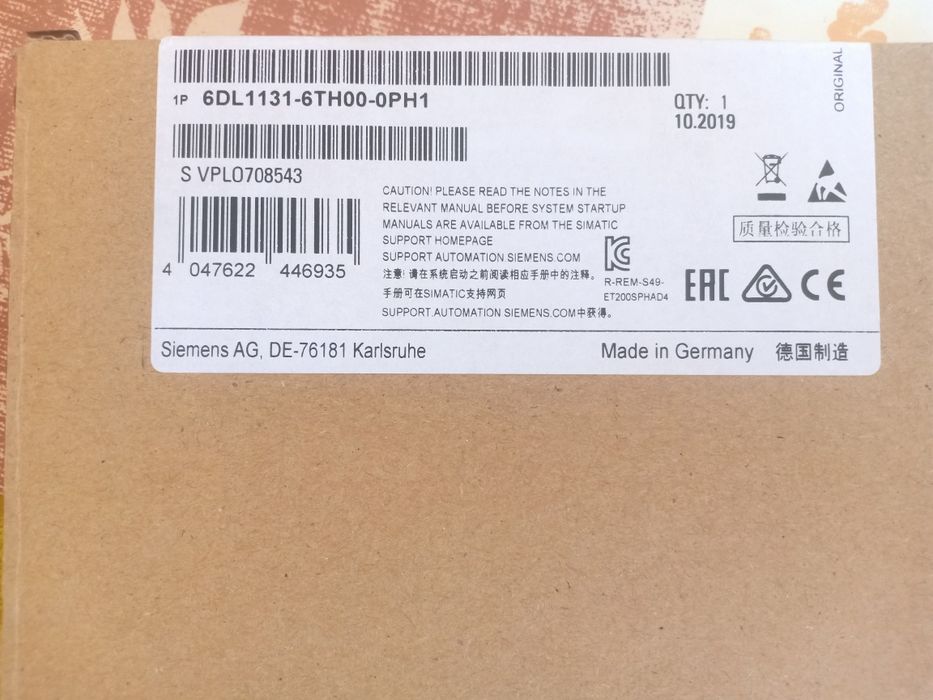 1P 6DL1131-6TH00-0PH1
QTY: 1
10.2019
ORIGINAL
S VPLO708543
4 047622 446935
CAUTION! PLEASE READ THE NOTES IN THE
RELEVANT MANUAL BEFORE SYSTEM STARTUP
MANUALS ARE AVAILABLE FROM THE SIMATIC
SUPPORT HOMEPAGE
SUPPORT AUTOMATION SIEMENS.COM
注意! 请在系统启动之前阅读相应手册中的注释。
手册可在SIMATIC支持网页
SUPPORT.AUTOMATION SIEMENS.COM中获得。
R-REM-S49-
ET200SPHAD4
质量检验合格
EAC
CE
Siemens AG, DE-76181 Karlsruhe
Made in Germany 德国制造